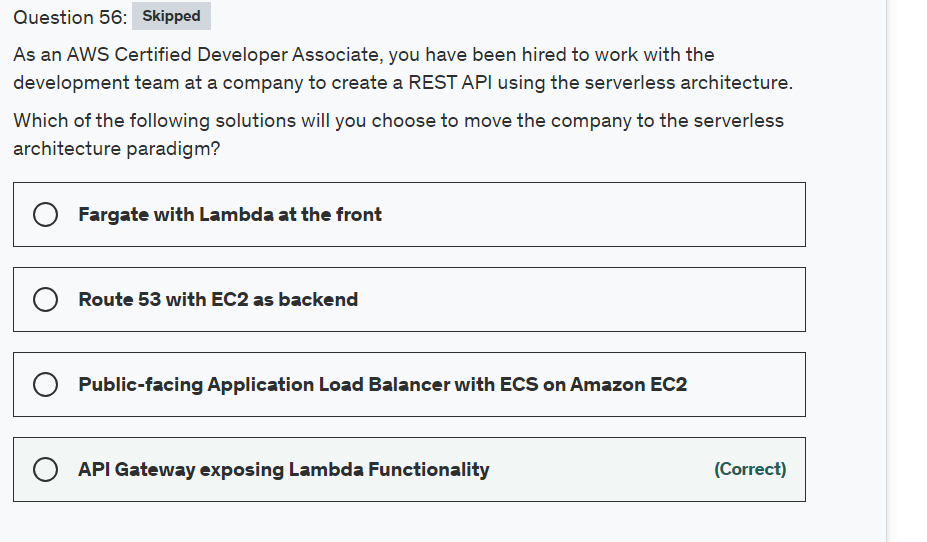 Question 56: Skipped
As an AWS Certified Developer Associate, you have been hired to work with the
development team at a company to create a REST API using the serverless architecture.
Which of the following solutions will you choose to move the company to the serverless
architecture paradigm?
Fargate with Lambda at the front
Route 53 with EC2 as backend
Public-facing Application Load Balancer with ECS on Amazon EC2
API Gateway exposing Lambda Functionality (Correct)